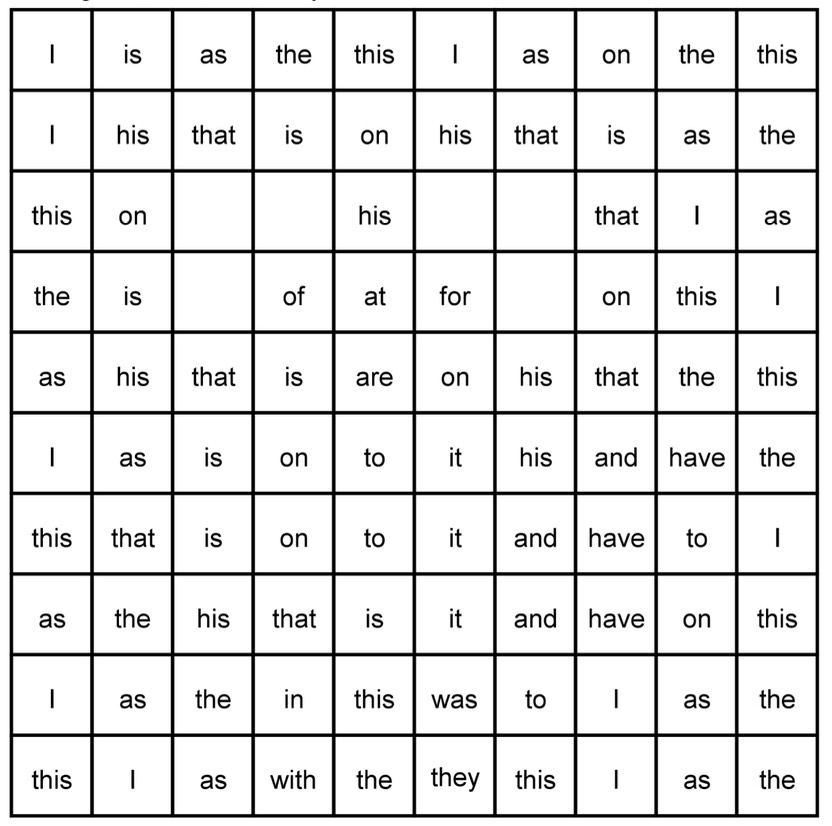 I is as the this I as on the this
I his that is on his that is as the
this on his that I as
the is of at for on this I
as his that is are on his that the this
I as is on to it his and have the
this that is on to it and have to I
as the his that is it and have on this
I as the in this was to I as the
this I as with the they this I as the